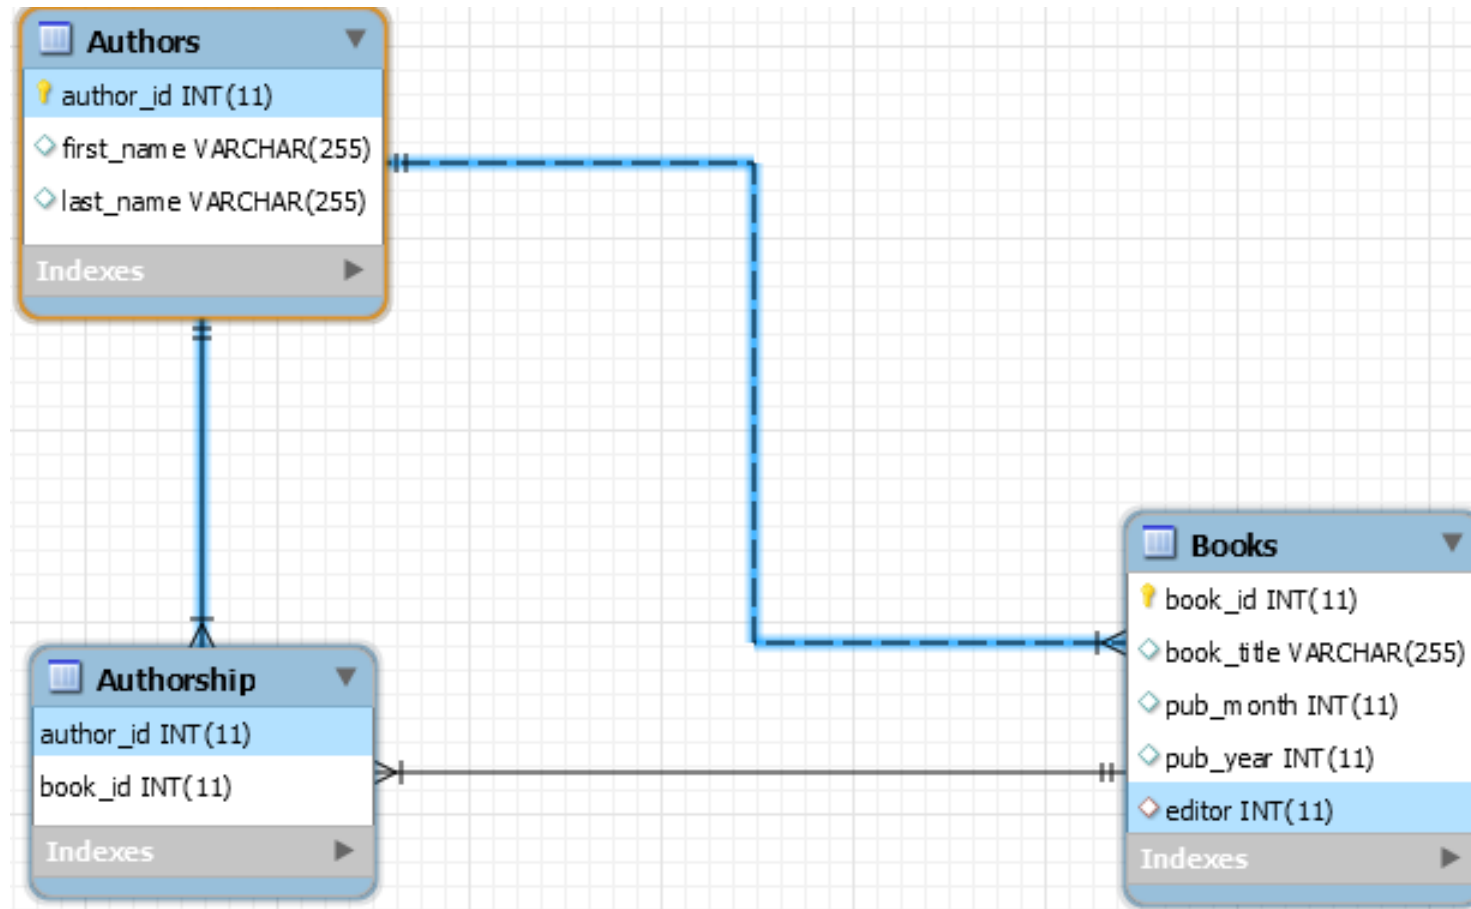 Authors
author_id INT(11)
first_name VARCHAR(255)
last_name VARCHAR(255)
Indexes
Authorship
author_id INT(11)
book_id INT(11)
Indexes
Books
book_id INT(11)
book_title VARCHAR(255)
pub_month INT(11)
pub_year INT(11)
editor INT(11)
Indexes